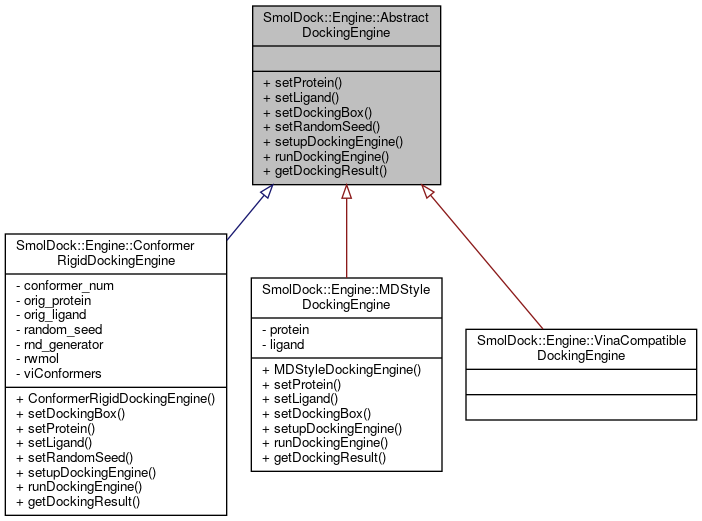 SmolDock::Engine::Abstract
DockingEngine
+ setProtein()
+ setLigand()
+ setDockingBox()
+ setRandomSeed()
+ setupDockingEngine()
+ runDockingEngine()
+ getDockingResult()
SmolDock::Engine::Conformer
RigidDockingEngine
- conformer_num
- orig_protein
- orig_ligand
- random_seed
- rnd_generator
- rwmol
- viConformers
+ ConformerRigidDockingEngine()
+ setDockingBox()
+ setProtein()
+ setLigand()
+ setRandomSeed()
+ setupDockingEngine()
+ runDockingEngine()
+ getDockingResult()
SmolDock::Engine::MDStyle
DockingEngine
- protein
- ligand
+ MDStyleDockingEngine()
+ setProtein()
+ setLigand()
+ setDockingBox()
+ setupDockingEngine()
+ runDockingEngine()
+ getDockingResult()
SmolDock::Engine::VinaCompatible
DockingEngine